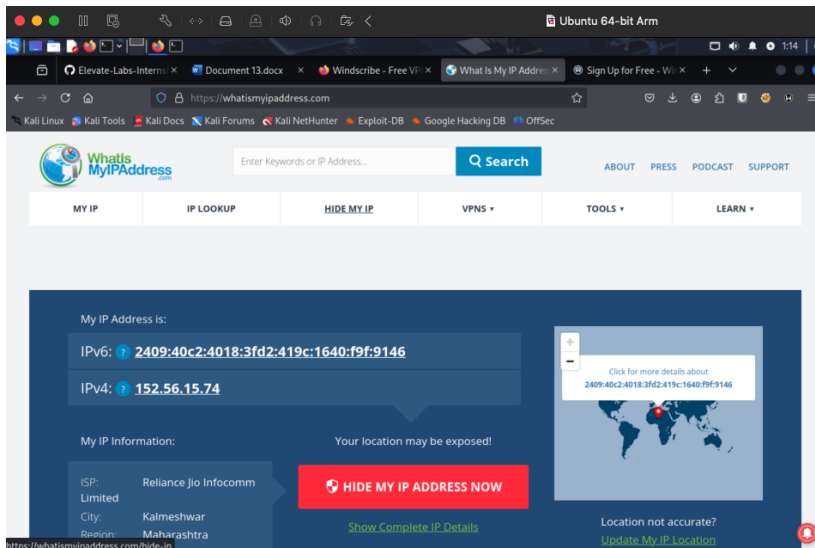 Ubuntu 64-bit Arm
1:14
Elevate-Labs-Interns
Document 13.docx
Windscribe - Free VP
What Is My IP Addres
Sign Up for Free - Wi
https://whatismyipaddress.com
Kali Linux Kali Tools Kali Docs Kali Forums Kali NetHunter Exploit-DB Google Hacking DB OffSec
WhatIs
MyIPAddress
.com
Enter Keywords or IP Address...
Search
ABOUT PRESS PODCAST SUPPORT
MY IP IP LOOKUP HIDE MY IP VPNS TOOLS LEARN
My IP Address is:
IPv6: ? 2409:40c2:4018:3fd2:419c:1640:f9f:9146
IPv4: ? 152.56.15.74
Click for more details about
2409:40c2:4018:3fd2:419c:1640:f9f:9146
My IP Information:
Your location may be exposed!
ISP: Reliance Jio Infocomm
Limited
City: Kalmeshwar
Region: Maharashtra
HIDE MY IP ADDRESS NOW
Show Complete IP Details
Location not accurate?
Update My IP Location
https://whatismyipaddress.com/hide-ip